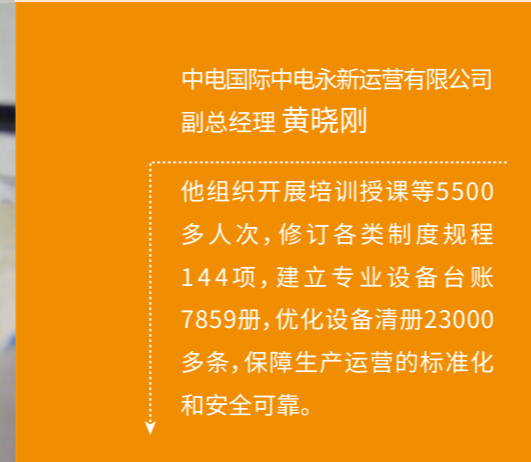 中电国际中电永新运营有限公司
副总经理 黄晓刚
他组织开展培训授课等5500
多人次，修订各类制度规程
144项，建立专业设备台账
7859册，优化设备清册23000
多条，保障生产运营的标准化
和安全可靠。